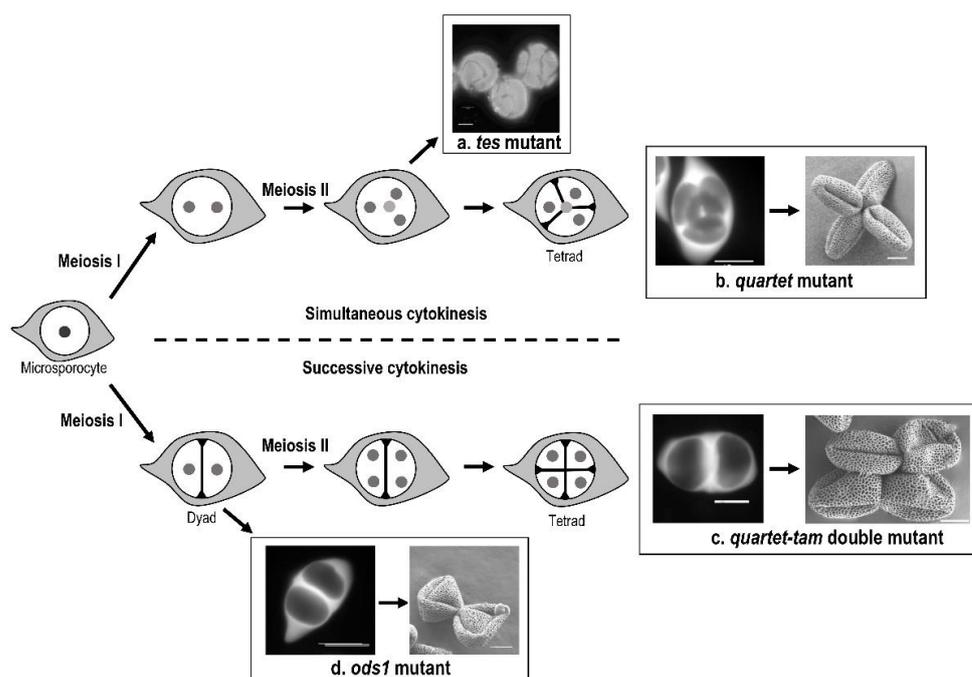 a. tes mutant
Meiosis II
Tetrad
b. quartet mutant
Meiosis I
Simultaneous cytokinesis
Microsporocyte
Successive cytokinesis
Meiosis I
Meiosis II
Dyad
Tetrad
c. quartet-tam double mutant
d. ods1 mutant